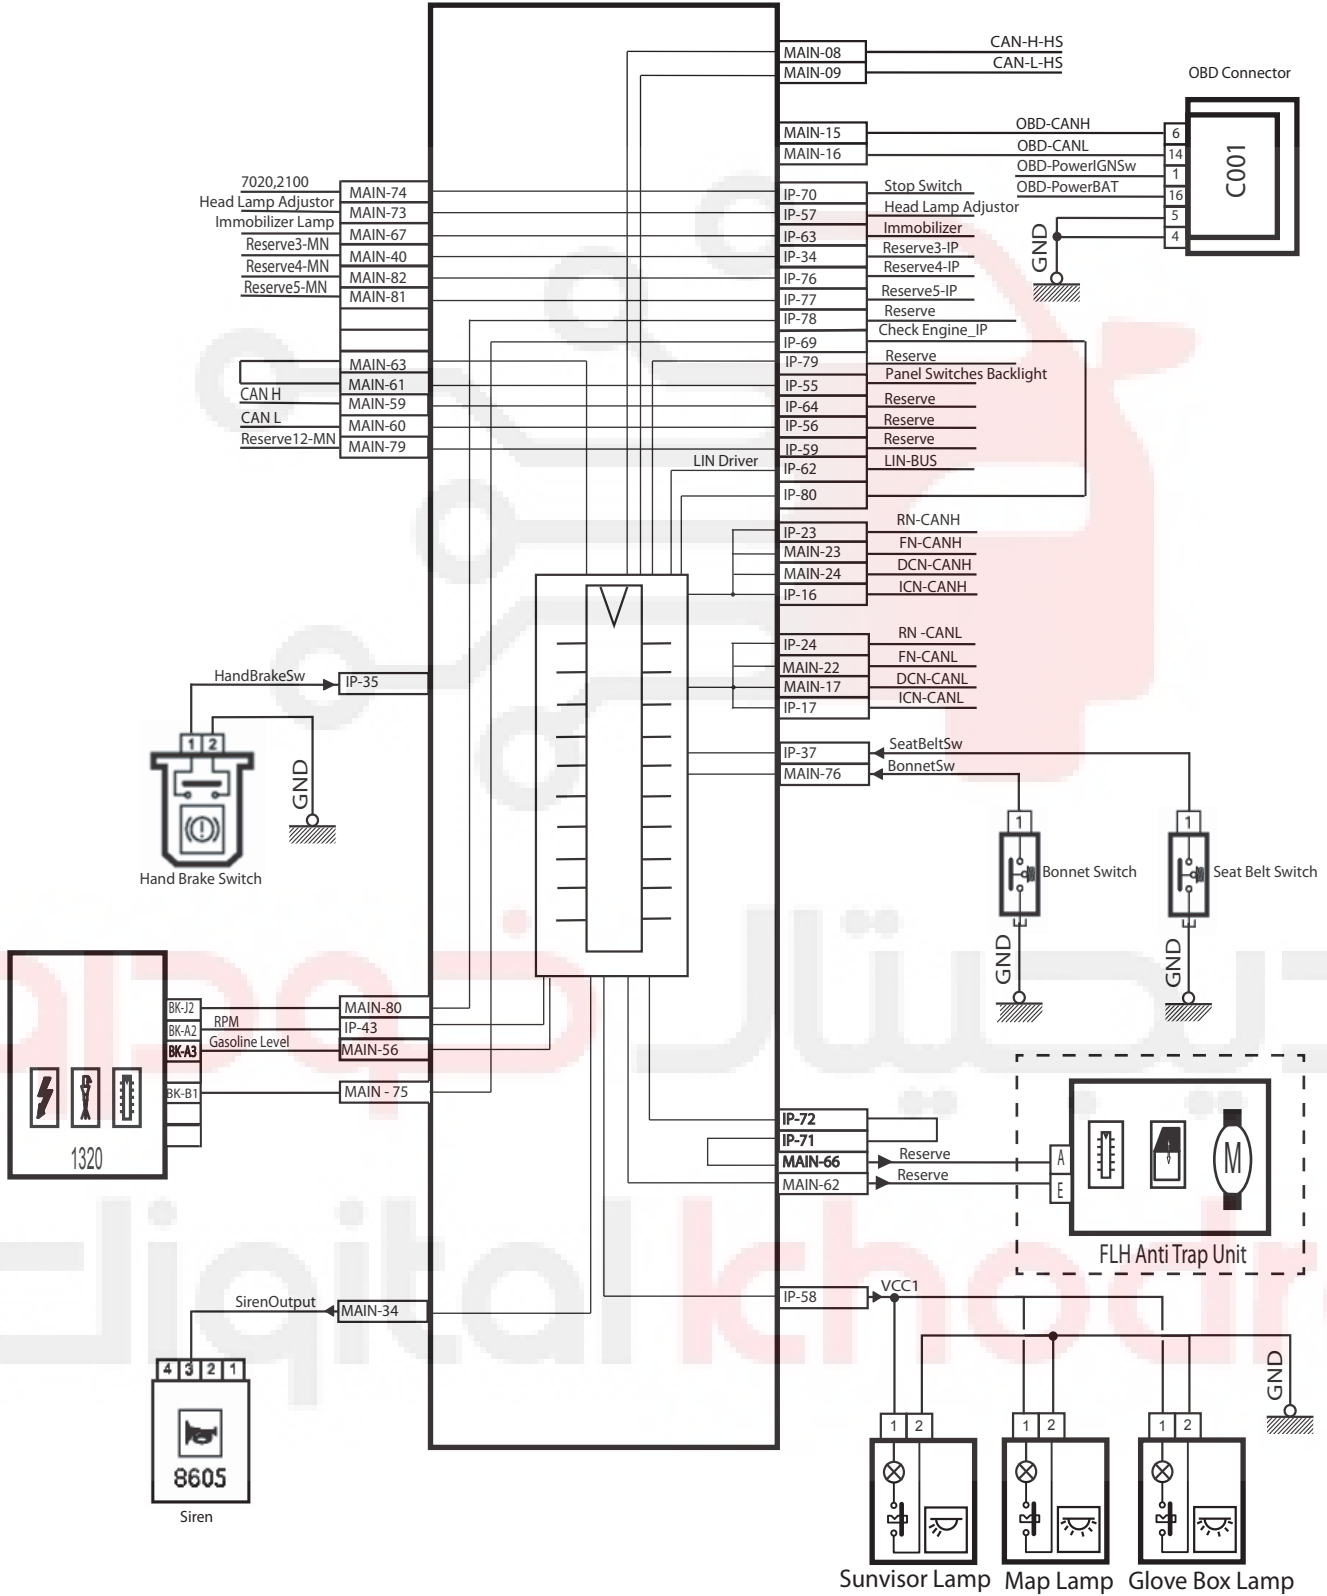 MAIN-08 CAN-H-HS
MAIN-09 CAN-L-HS
OBD Connector
MAIN-15 OBD-CANH 6
MAIN-16 OBD-CANL 14
OBD-PowerIGNSw 1
OBD-PowerBAT 16
5
4
C001
GND
7020,2100 MAIN-74
Head Lamp Adjustor MAIN-73
Immobilizer Lamp MAIN-67
Reserve3-MN MAIN-40
Reserve4-MN MAIN-82
Reserve5-MN MAIN-81
MAIN-63
MAIN-61
CAN H MAIN-59
CAN L MAIN-60
Reserve12-MN MAIN-79
IP-70 Stop Switch
IP-57 Head Lamp Adjustor
IP-63 Immobilizer
IP-34 Reserve3-IP
IP-76 Reserve4-IP
IP-77 Reserve5-IP
IP-78 Reserve
IP-69 Check Engine_IP
IP-79 Reserve
IP-55 Panel Switches Backlight
IP-64 Reserve
IP-56 Reserve
IP-59 Reserve
LIN Driver IP-62 LIN-BUS
IP-80
IP-23 RN-CANH
MAIN-23 FN-CANH
MAIN-24 DCN-CANH
IP-16 ICN-CANH
IP-24 RN -CANL
MAIN-22 FN-CANL
MAIN-17 DCN-CANL
IP-17 ICN-CANL
HandBrakeSw IP-35
1 2
GND
Hand Brake Switch
IP-37 SeatBeltSw
MAIN-76 BonnetSw
1
Bonnet Switch
GND
1
Seat Belt Switch
GND
خودرو
دیجیتال
BK-J2 MAIN-80
BK-A2 RPM IP-43
BK-A3 Gasoline Level MAIN-56
BK-B1 MAIN - 75
1320
IP-72
IP-71
MAIN-66 Reserve A
MAIN-62 Reserve E
M
FLH Anti Trap Unit
digital khodro
IP-58 VCC1
SirenOutput MAIN-34
4 3 2 1
8605
Siren
GND
1 2
1 2
1 2
Sunvisor Lamp Map Lamp Glove Box Lamp